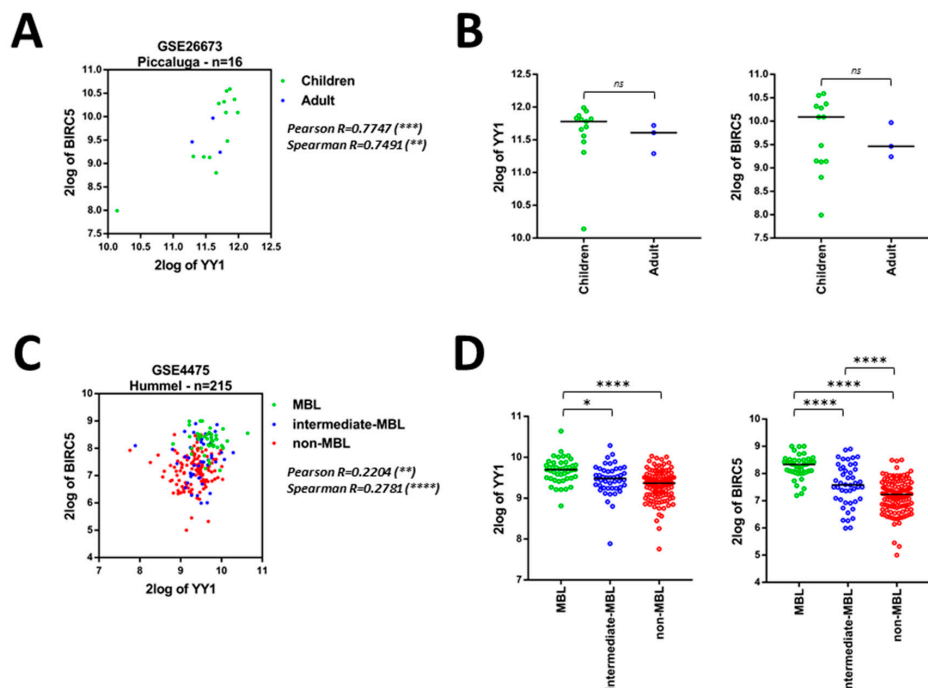 A
GSE26673
Piccaluga - n=16
2log of BIRC5
11.0
10.5
10.0
9.5
9.0
8.5
8.0
7.5
10.0 10.5 11.0 11.5 12.0 12.5
2log of YY1
Children
Adult
Pearson R=0.7747 (***)
Spearman R=0.7491 (**)
B
2log of YY1
12.5
12.0
11.5
11.0
10.5
10.0
ns
Children
Adult
2log of BIRC5
11.0
10.5
10.0
9.5
9.0
8.5
8.0
7.5
ns
Children
Adult
C
GSE4475
Hummel - n=215
2log of BIRC5
10
9
8
7
6
5
4
7 8 9 10 11
2log of YY1
MBL
intermediate-MBL
non-MBL
Pearson R=0.2204 (**)
Spearman R=0.2781 (****)
D
2log of YY1
11
10
9
8
7
****
*
MBL
intermediate-MBL
non-MBL
2log of BIRC5
10
9
8
7
6
5
4
****
****
****
MBL
intermediate-MBL
non-MBL